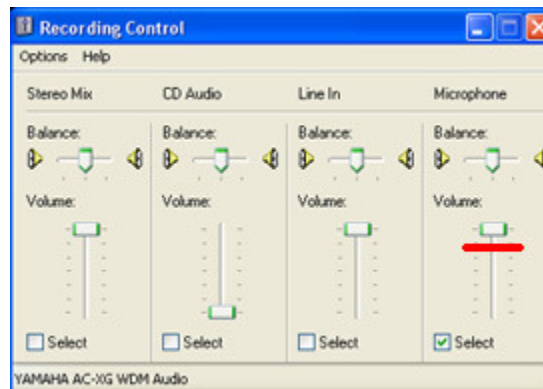 Recording Control
Options Help
Stereo Mix CD Audio Line In Microphone
Balance: Balance: Balance: Balance:
Volume: Volume: Volume: Volume:
Select Select Select Select
YAMAHA AC-XG WDM Audio